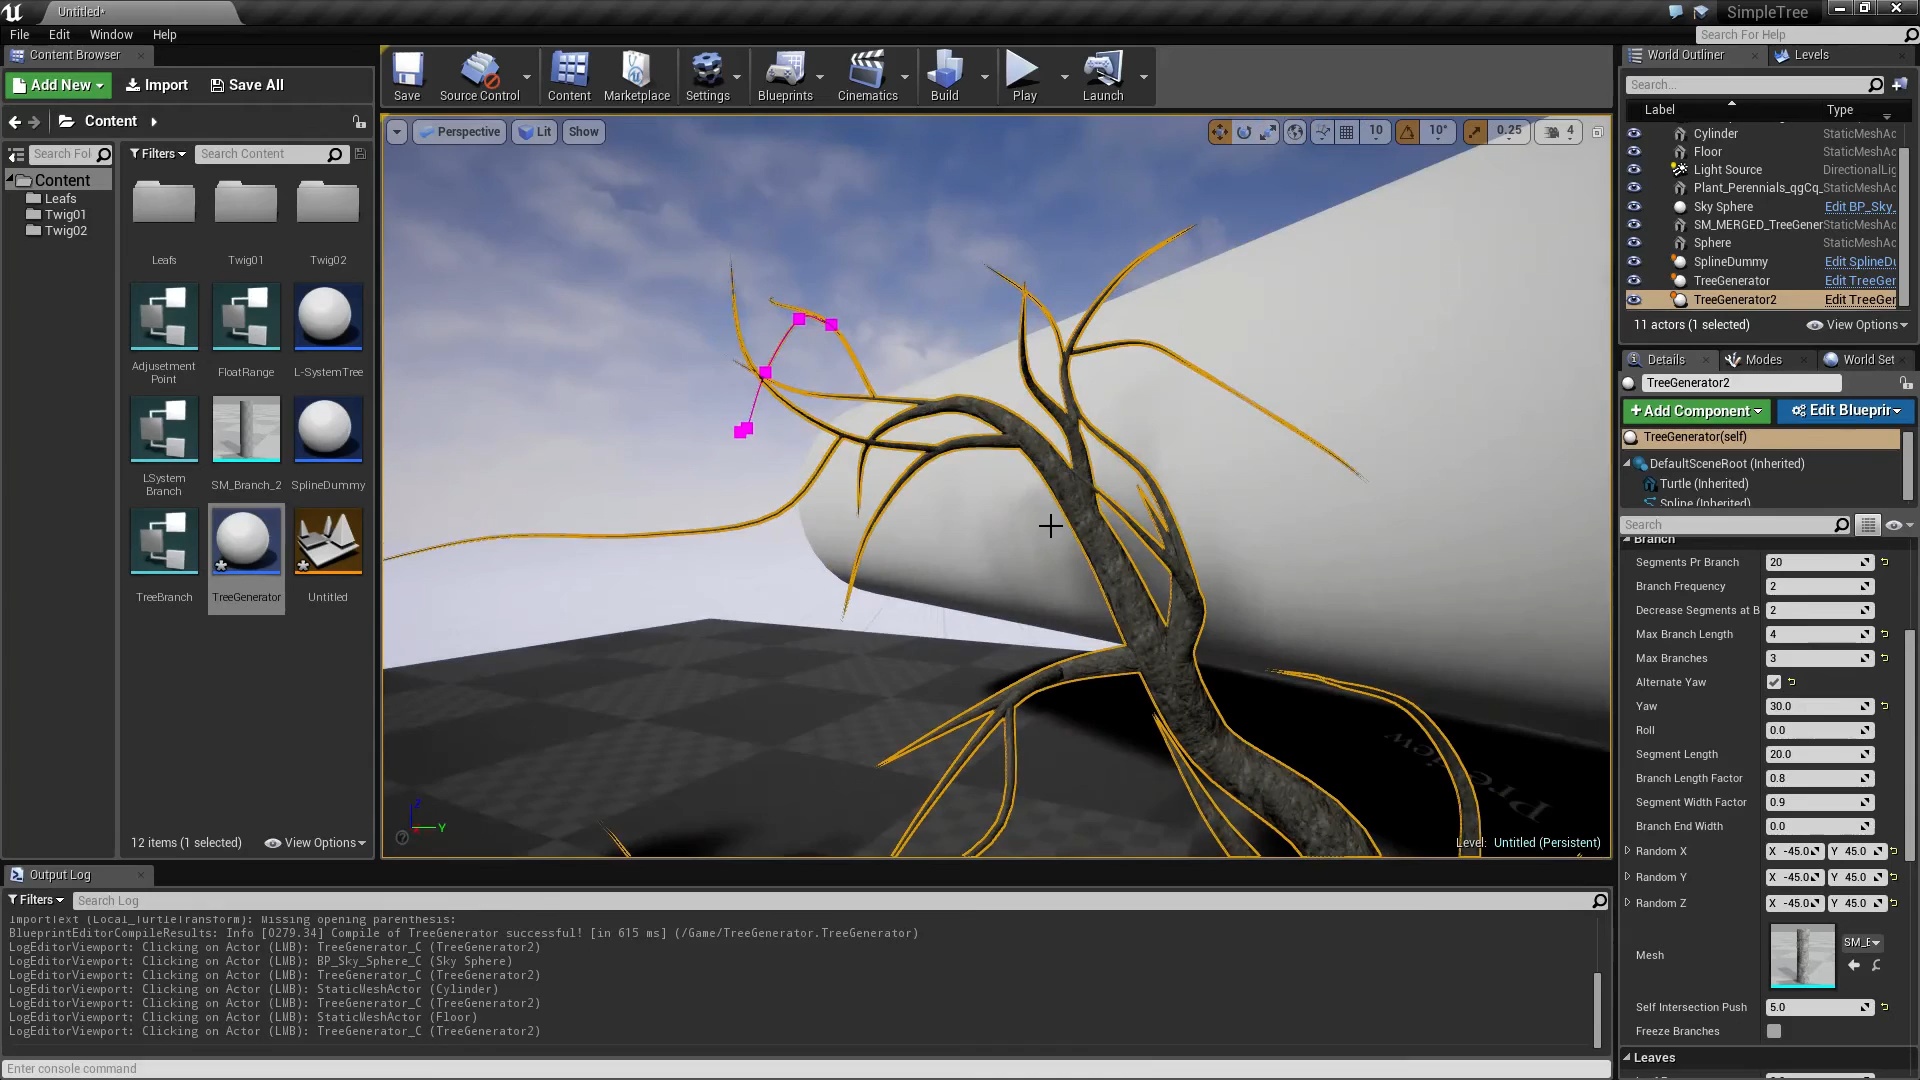 Untitled*
SimpleTree
File
Edit
Window
Help
Search For Help
Content Browser
Add New
Import
Save All
Content
Search Fol
Filters
Search Content
Content
Leafs
Twig01
Twig02
Leafs
Twig01
Twig02
Adjusetment Point
FloatRange
L-SystemTree
LSystem Branch
SM_Branch_2
SplineDummy
TreeBranch
TreeGenerator
Untitled
12 items (1 selected)
View Options
Save
Source Control
Content
Marketplace
Settings
Blueprints
Cinematics
Build
Play
Launch
Perspective
Lit
Show
10
10°
0.25
4
Preview
Z
Y
Level: Untitled (Persistent)
World Outliner
Levels
Search...
Label
Type
Cylinder
StaticMeshAc
Floor
StaticMeshAc
Light Source
DirectionalLig
Plant_Perennials_qgCq_
StaticMeshAc
Sky Sphere
Edit BP_Sky_
SM_MERGED_TreeGener
StaticMeshAc
Sphere
StaticMeshAc
SplineDummy
Edit SplineDu
TreeGenerator
Edit TreeGer
TreeGenerator2
Edit TreeGer
11 actors (1 selected)
View Options
Details
Modes
World Set
TreeGenerator2
+Add Component
Edit Blueprir
TreeGenerator(self)
DefaultSceneRoot (Inherited)
Turtle (Inherited)
Spline (Inherited)
Search
Branch
Segments Pr Branch
20
Branch Frequency
2
Decrease Segments at B
2
Max Branch Length
4
Max Branches
3
Alternate Yaw
Yaw
30.0
Roll
0.0
Segment Length
20.0
Branch Length Factor
0.8
Segment Width Factor
0.9
Branch End Width
0.0
Random X
X -45.0
Y 45.0
Random Y
X -45.0
Y 45.0
Random Z
X -45.0
Y 45.0
Mesh
SM_E
Self Intersection Push
5.0
Freeze Branches
Leaves
Output Log
Filters
Search Log
ImportText (Local_TurtleTransform): Missing opening parenthesis:
BlueprintEditorCompileResults: Info [0279.34] Compile of TreeGenerator successful! [in 615 ms] (/Game/TreeGenerator.TreeGenerator)
LogEditorViewport: Clicking on Actor (LMB): TreeGenerator_C (TreeGenerator2)
LogEditorViewport: Clicking on Actor (LMB): BP_Sky_Sphere_C (Sky Sphere)
LogEditorViewport: Clicking on Actor (LMB): TreeGenerator_C (TreeGenerator2)
LogEditorViewport: Clicking on Actor (LMB): StaticMeshActor (Cylinder)
LogEditorViewport: Clicking on Actor (LMB): TreeGenerator_C (TreeGenerator2)
LogEditorViewport: Clicking on Actor (LMB): StaticMeshActor (Floor)
LogEditorViewport: Clicking on Actor (LMB): TreeGenerator_C (TreeGenerator2)
Enter console command